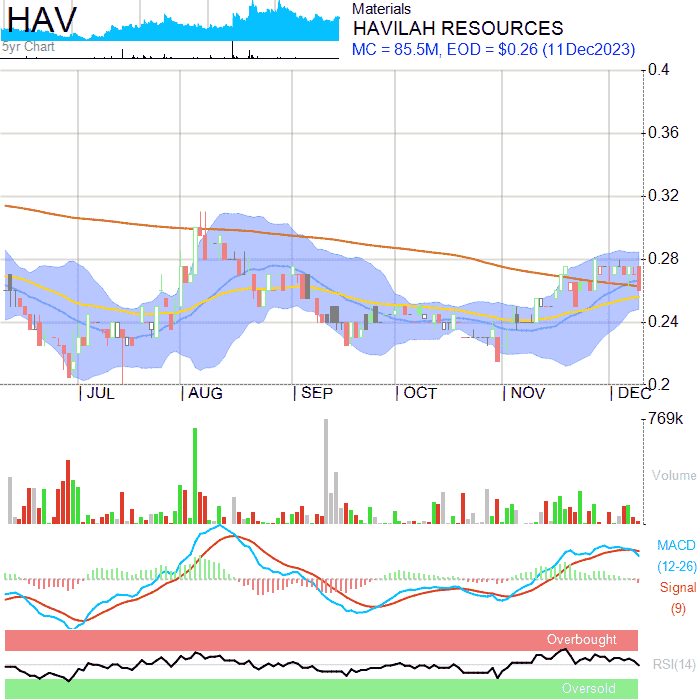 HAV
5yr Chart
Materials
HAVILAH RESOURCES
MC = 85.5M, EOD = $0.26 (11Dec2023)
0.4
0.36
0.32
0.28
0.24
0.2
JUL
AUG
SEP
OCT
NOV
DEC
769k
Volume
MACD
(12-26)
Signal
(9)
Overbought
RSI(14)
Oversold